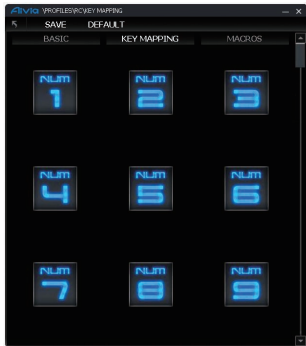 Aivia \PROFILES\RC\KEY MAPPING
SAVE DEFAULT
BASIC KEY MAPPING MACROS
NUM NUM NUM
1 2 3
NUM NUM NUM
4 5 6
NUM NUM NUM
7 8 9